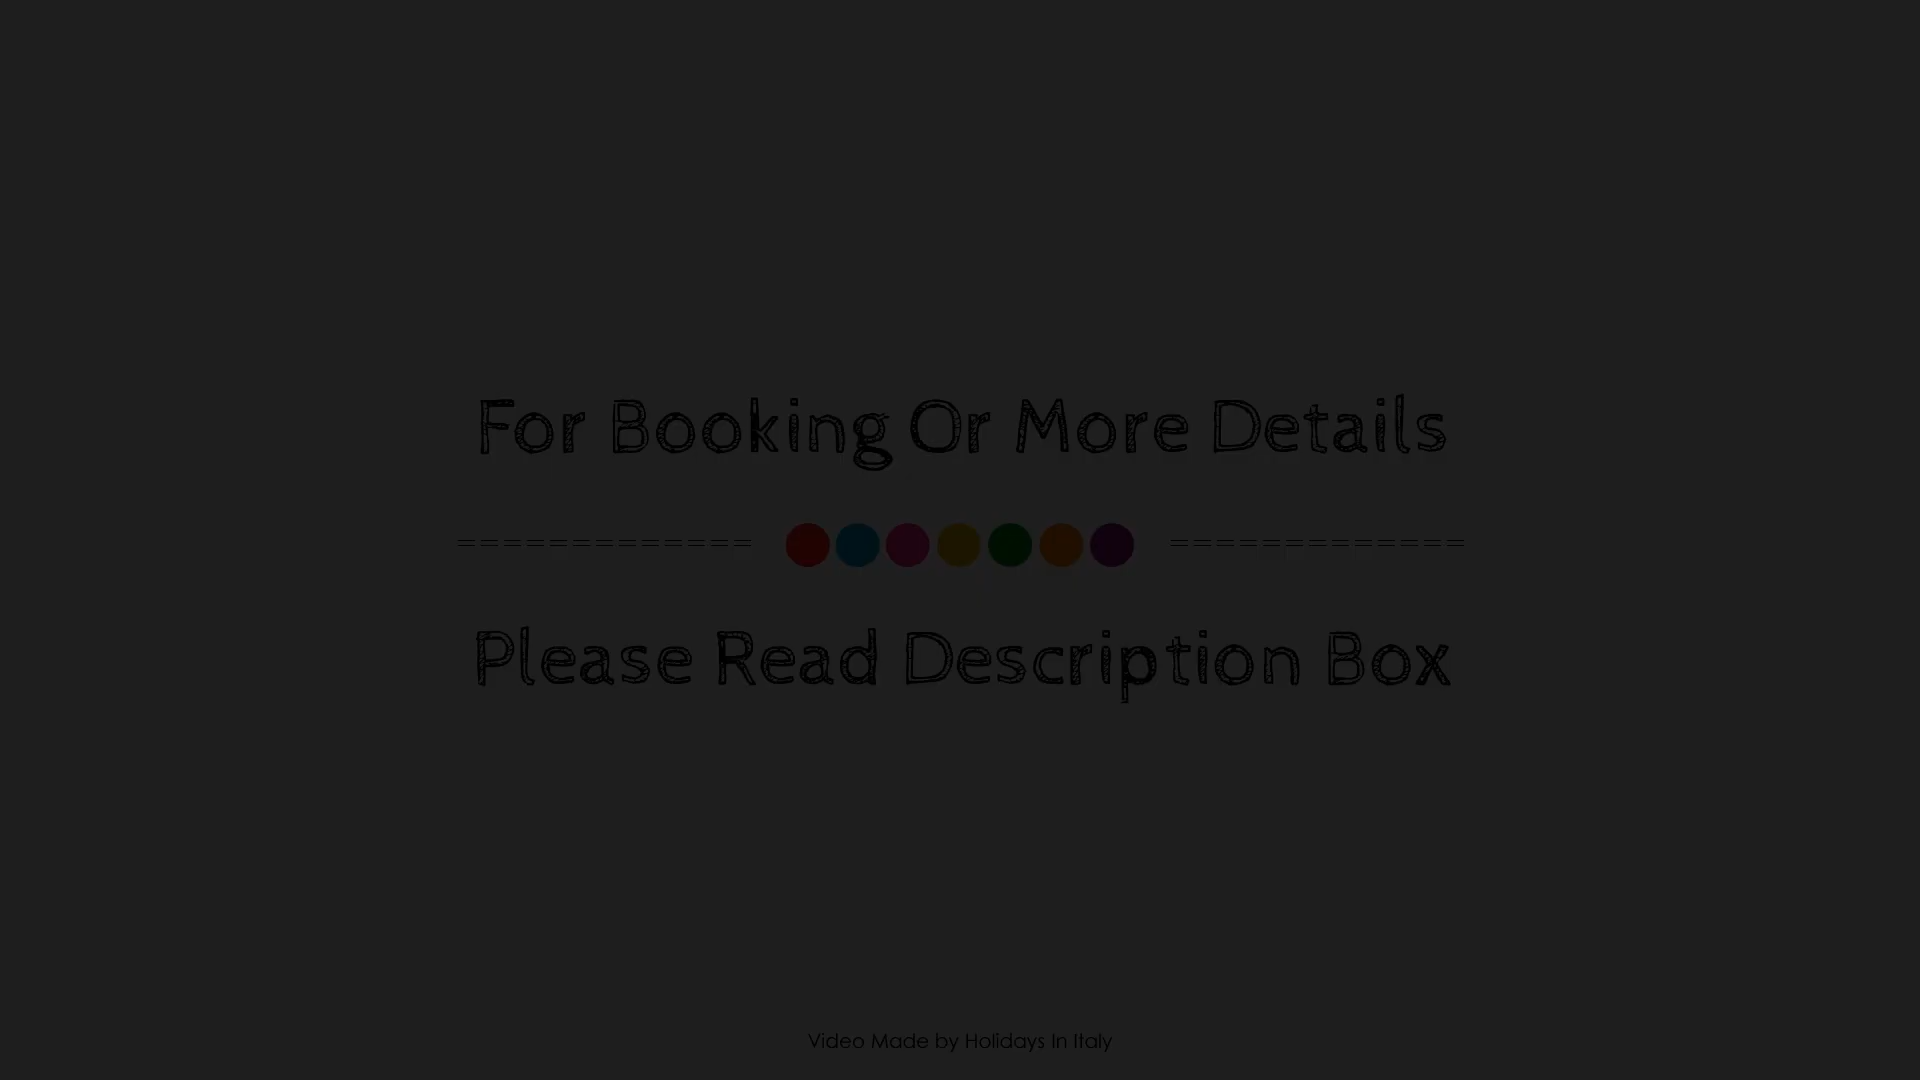 For Booking Or More Details
============= =============
Please Read Description Box
Video Made by Holidays In Italy